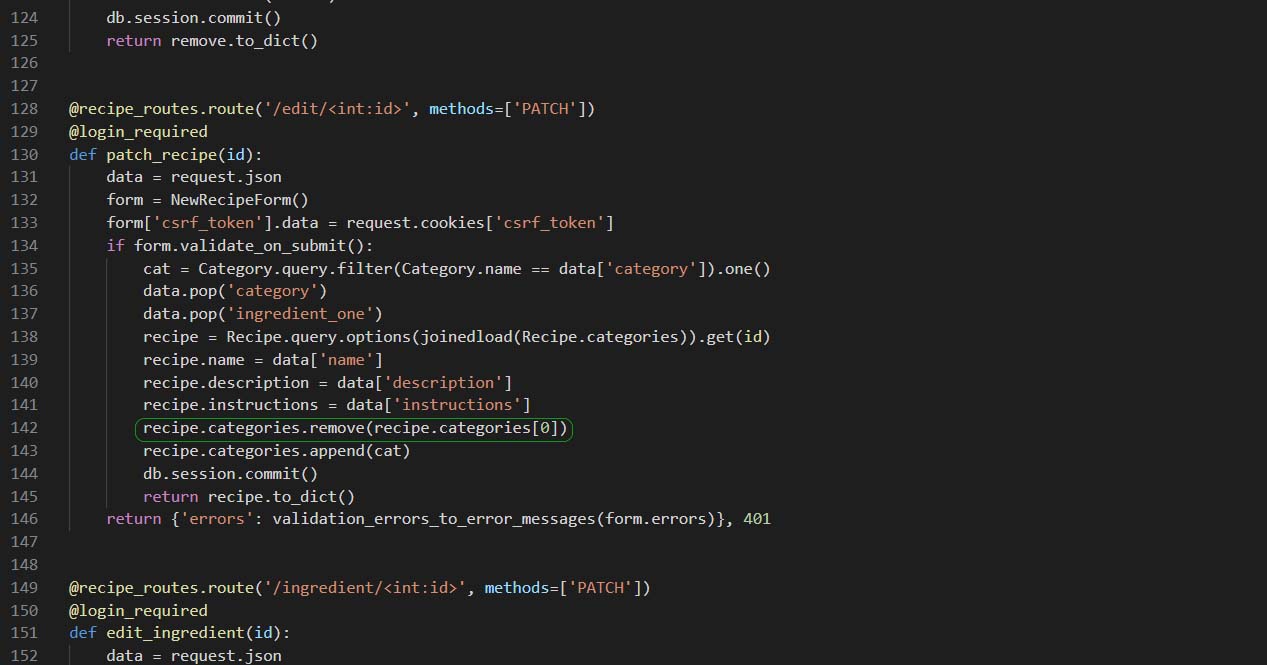 124 db.session.commit()
125 return remove.to_dict()
126
127
128 @recipe_routes.route('/edit/<int:id>', methods=['PATCH'])
129 @login_required
130 def patch_recipe(id):
131 data = request.json
132 form = NewRecipeForm()
133 form['csrf_token'].data = request.cookies['csrf_token']
134 if form.validate_on_submit():
135 cat = Category.query.filter(Category.name == data['category']).one()
136 data.pop('category')
137 data.pop('ingredient_one')
138 recipe = Recipe.query.options(joinedload(Recipe.categories)).get(id)
139 recipe.name = data['name']
140 recipe.description = data['description']
141 recipe.instructions = data['instructions']
142 recipe.categories.remove(recipe.categories[0])
143 recipe.categories.append(cat)
144 db.session.commit()
145 return recipe.to_dict()
146 return {'errors': validation_errors_to_error_messages(form.errors)}, 401
147
148
149 @recipe_routes.route('/ingredient/<int:id>', methods=['PATCH'])
150 @login_required
151 def edit_ingredient(id):
152 data = request.json